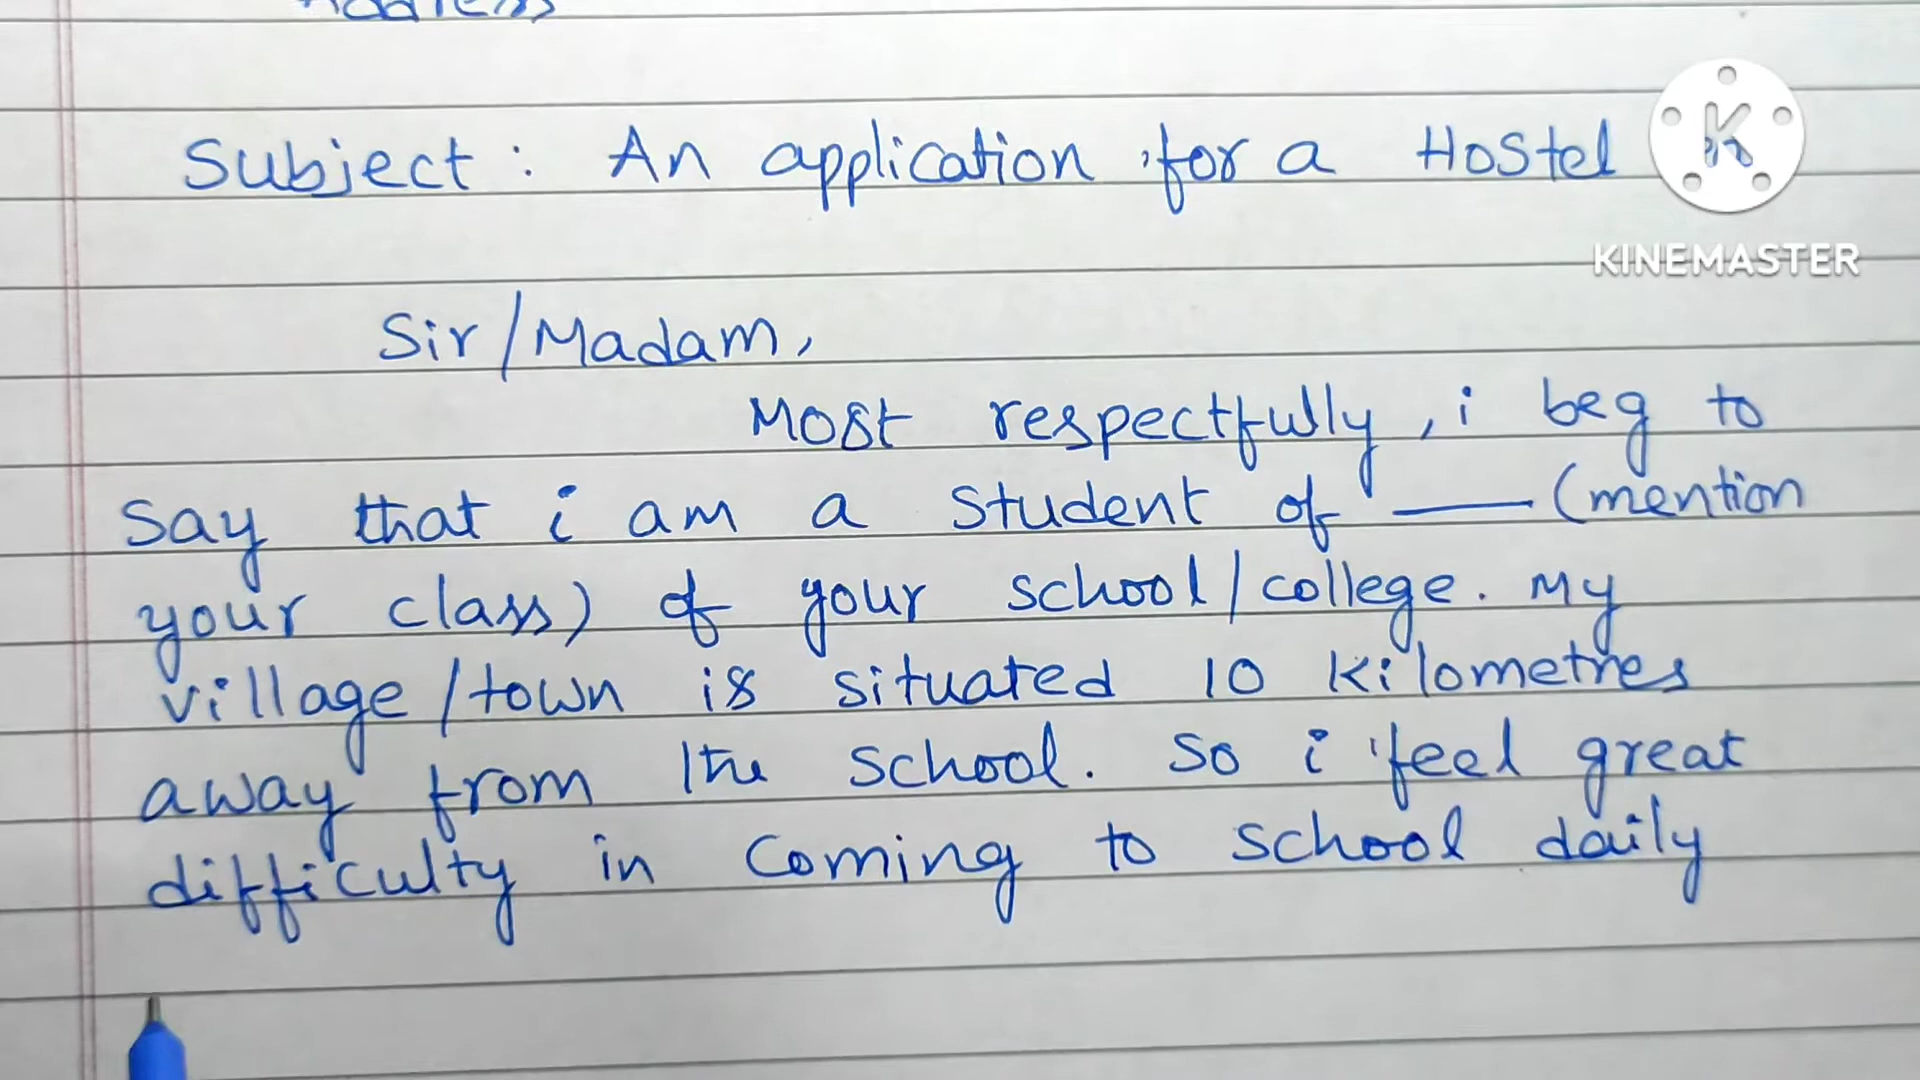 Address
Subject: An application for a Hostel
KINEMASTER
Sir/Madam,
Most respectfully, i beg to
say that i am a student of — (mention
your class) of your school/college. My
village/town is situated 10 kilometres
away from the school. So i feel great
difficulty in coming to school daily